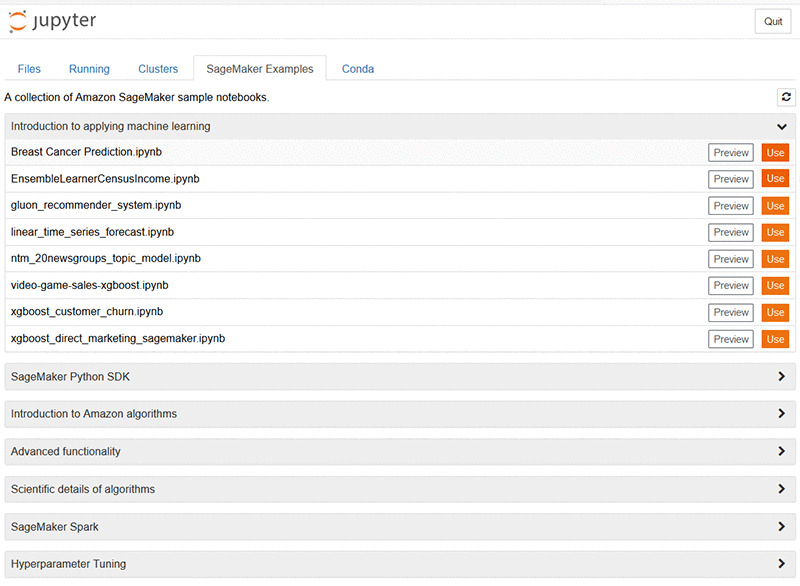 jupyter
Quit
Files Running Clusters SageMaker Examples Conda
A collection of Amazon SageMaker sample notebooks.
Introduction to applying machine learning
Breast Cancer Prediction.ipynb Preview Use
EnsembleLearnerCensusIncome.ipynb Preview Use
gluon_recommender_system.ipynb Preview Use
linear_time_series_forecast.ipynb Preview Use
ntm_20newsgroups_topic_model.ipynb Preview Use
video-game-sales-xgboost.ipynb Preview Use
xgboost_customer_churn.ipynb Preview Use
xgboost_direct_marketing_sagemaker.ipynb Preview Use
SageMaker Python SDK
Introduction to Amazon algorithms
Advanced functionality
Scientific details of algorithms
SageMaker Spark
Hyperparameter Tuning